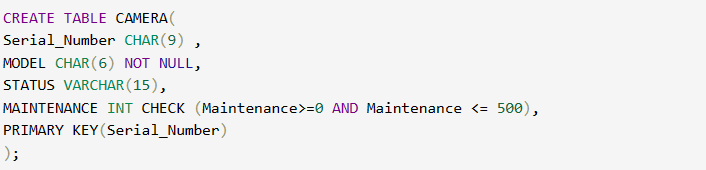 CREATE TABLE CAMERA(
Serial_Number CHAR(9) ,
MODEL CHAR(6) NOT NULL,
STATUS VARCHAR(15),
MAINTENANCE INT CHECK (Maintenance>=0 AND Maintenance <= 500),
PRIMARY KEY(Serial_Number)
);